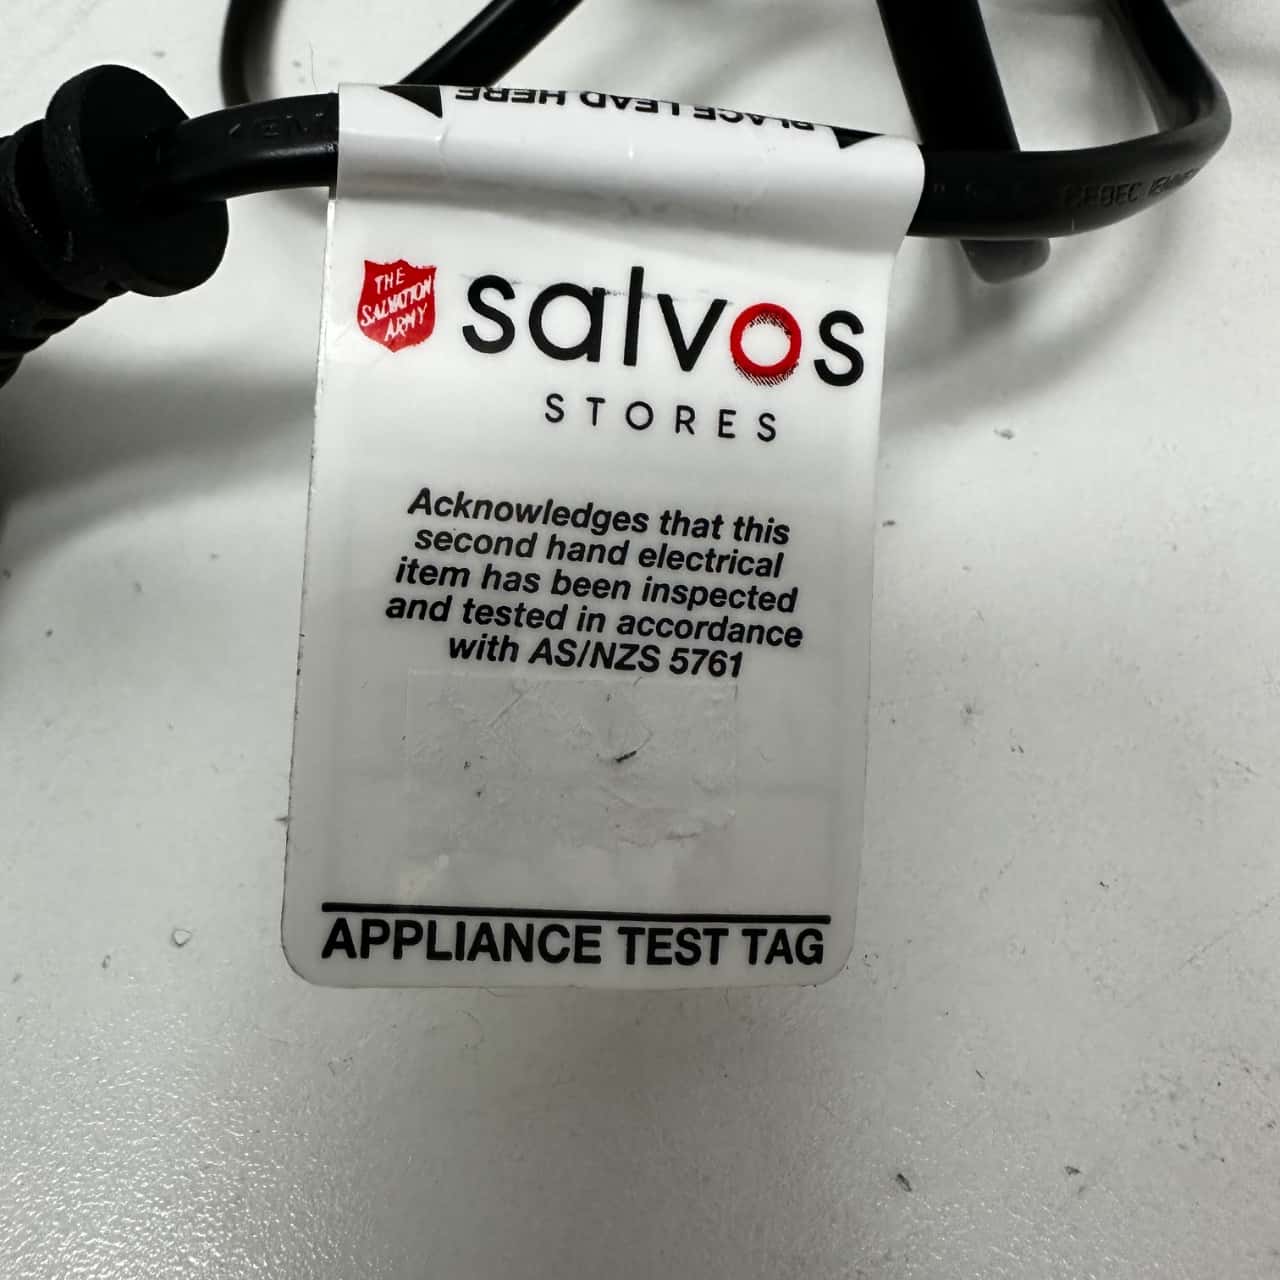 PLACE LEAD HERE
THE
SALVATION
ARMY
salvos
STORES
Acknowledges that this
second hand electrical
item has been inspected
and tested in accordance
with AS/NZS 5761
APPLIANCE TEST TAG